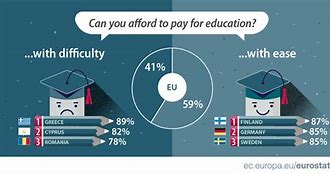 Can you afford to pay for education?
...with difficulty
...with ease
41%
EU
59%
1 GREECE 89%
2 CYPRUS 82%
3 ROMANIA 78%
1 FINLAND 87%
2 GERMANY 85%
3 SWEDEN 85%
ec.europa.eu/eurostat